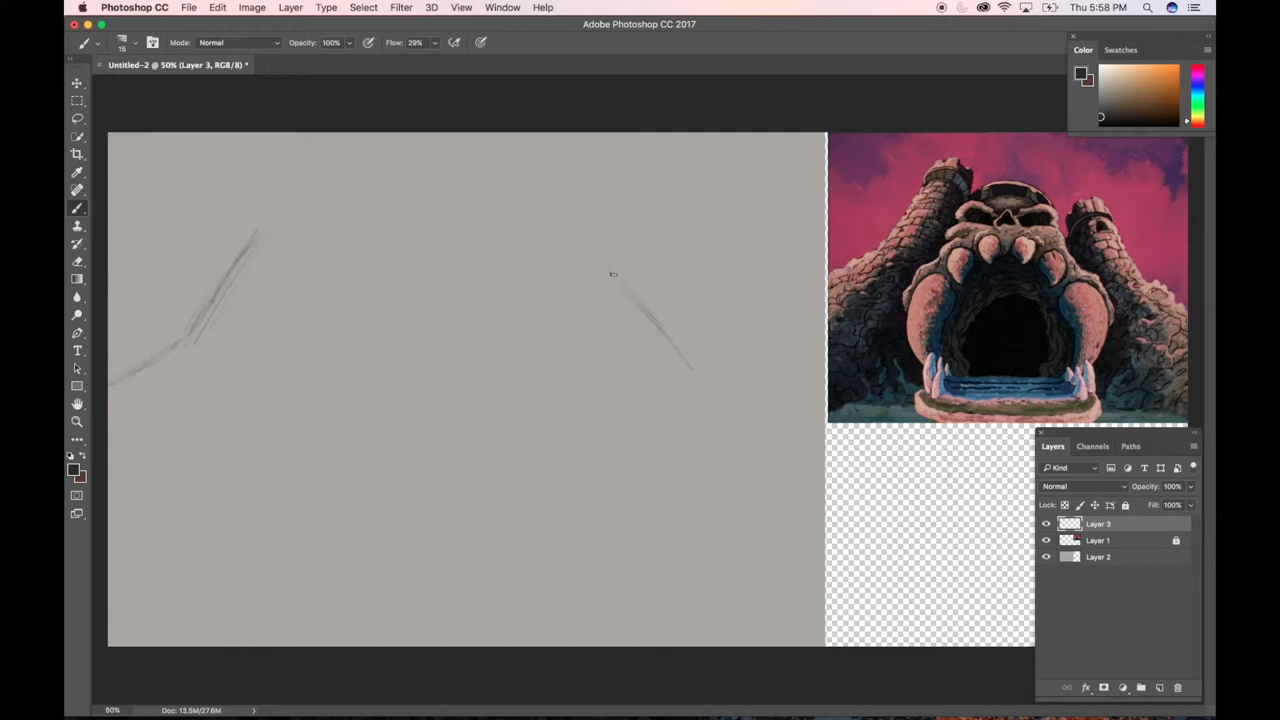 Photoshop CC File Edit Image Layer Type Select Filter 3D View Window Help Thu 5:58 PM
Adobe Photoshop CC 2017
15 Mode: Normal Opacity: 100% Flow: 29%
Untitled-2 @ 50% (Layer 3, RGB/8) *
Color Swatches
Layers Channels Paths
Kind
Normal Opacity: 100%
Lock: Fill: 100%
Layer 3
Layer 1
Layer 2
fx
50% Doc: 13.5M/27.6M